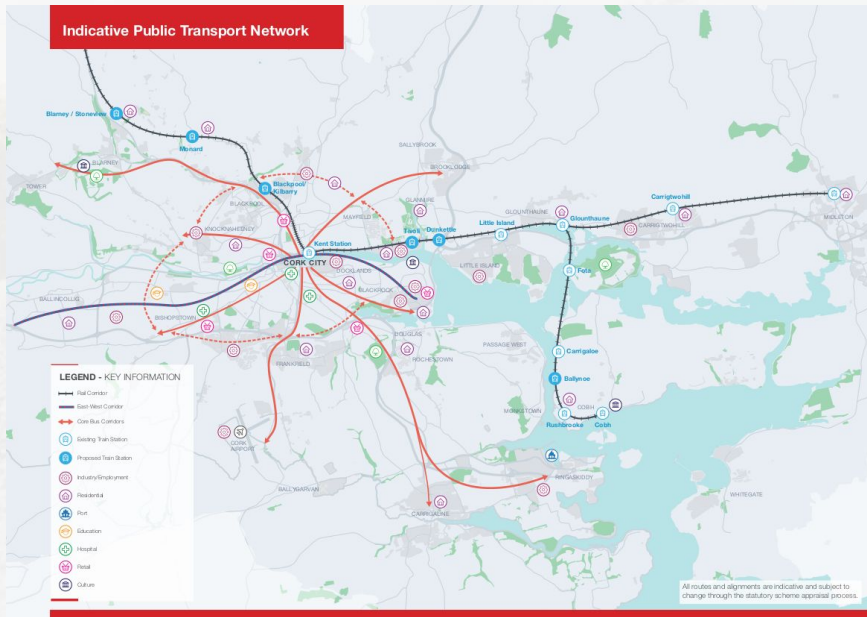 Indicative Public Transport Network
Blarney / Stoneview
Monard
SALLYBROOK
BROOKLODGE
BLARNEY
TOWER
Blackpool/
Kilbarry
BLACKPOOL
GLANMIRE
MAYFIELD
KNOCKNAHEENY
Carrigtwohill
Little Island
GLOUNTHAUNE
Glounthaune
CARRIGTWOHILL
MIDLETON
Tivoli
Dunkettle
Kent Station
CORK CITY
DOCKLANDS
LITTLE ISLAND
Fota
BLACKROCK
BALLINCOLLIG
BISHOPSTOWN
DOUGLAS
PASSAGE WEST
Carrigaloe
FRANKFIELD
ROCHESTOWN
Ballynoe
COBH
MONKSTOWN
Rushbrooke
Cobh
CORK
AIRPORT
RINGASKIDDY
BALLYGARVAN
CARRIGALINE
WHITEGATE
LEGEND - KEY INFORMATION
Rail Corridor
East-West Corridor
Core Bus Corridors
Existing Train Station
Proposed Train Station
Industry/Employment
Residential
Port
Education
Hospital
Retail
Culture
All routes and alignments are indicative and subject to
change through the statutory scheme appraisal process.